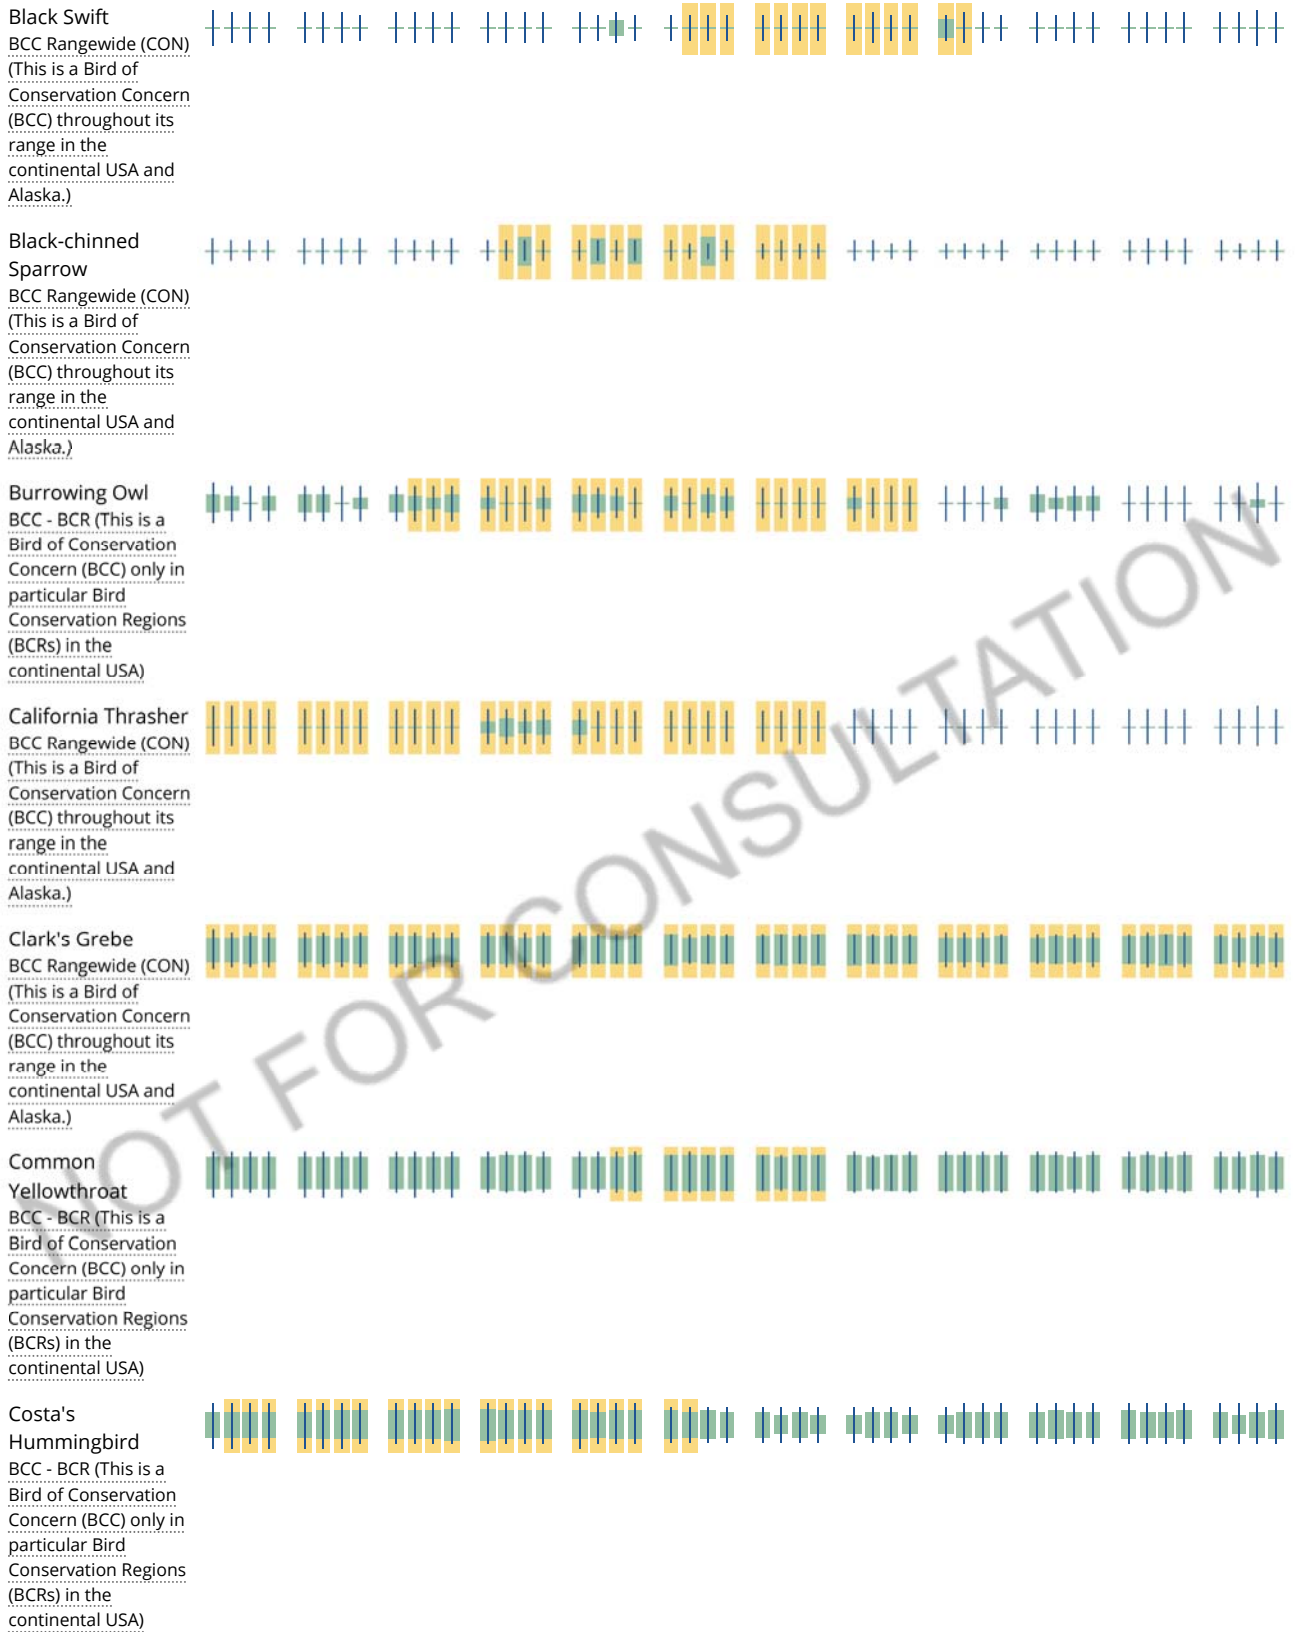 Black Swift
BCC Rangewide (CON)
(This is a Bird of
Conservation Concern
(BCC) throughout its
range in the
continental USA and
Alaska.)
Black-chinned
Sparrow
BCC Rangewide (CON)
(This is a Bird of
Conservation Concern
(BCC) throughout its
range in the
continental USA and
Alaska.)
Burrowing Owl
BCC - BCR (This is a
Bird of Conservation
Concern (BCC) only in
particular Bird
Conservation Regions
(BCRs) in the
continental USA)
California Thrasher
BCC Rangewide (CON)
(This is a Bird of
Conservation Concern
(BCC) throughout its
range in the
continental USA and
Alaska.)
Clark's Grebe
BCC Rangewide (CON)
(This is a Bird of
Conservation Concern
(BCC) throughout its
range in the
continental USA and
Alaska.)
Common
Yellowthroat
BCC - BCR (This is a
Bird of Conservation
Concern (BCC) only in
particular Bird
Conservation Regions
(BCRs) in the
continental USA)
Costa's
Hummingbird
BCC - BCR (This is a
Bird of Conservation
Concern (BCC) only in
particular Bird
Conservation Regions
(BCRs) in the
continental USA)
NOT FOR CONSULTATION